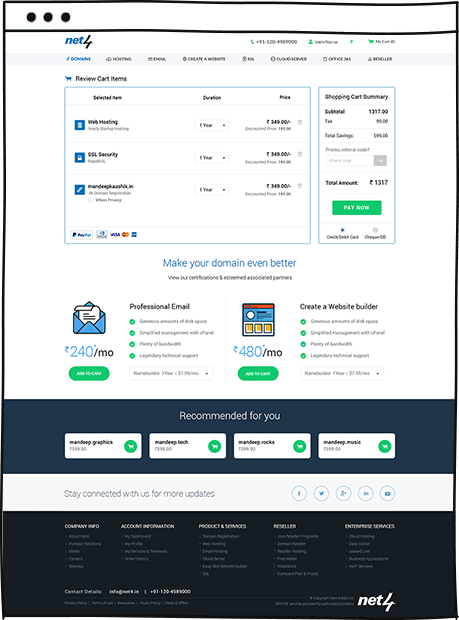 net4
+91-120-4989000
Login/Sign up
₹
My Cart (6)
DOMAINS
HOSTING
EMAIL
CREATE A WEBSITE
SSL
CLOUD SERVER
OFFICE 365
RESELLER
Review Cart Items
Selected Item Duration Price
Web Hosting
Yearly Startup Hosting
1 Year
₹ 349.00/-
Discounted Price 199.00
SSL Security
RapidSSL
1 Year
₹ 349.00/-
Discounted Price 199.00
mandeepkaushik.in
.IN Domain Registration
Whois Privacy
1 Year
₹ 349.00/-
Discounted Price 199.00
PayPal
VISA
Shopping Cart Summary
Subtotal 1317.00
Tax 99.00
Total Savings: 599.00
Promo, referral code?
Promo code
Total Amount: ₹ 1317
PAY NOW
Credit/Debit Card
Cheque/DD
Make your domain even better
View our certifications & esteemed associated partners
Professional Email
Generous amounts of disk space
Simplified management with cPanel
Plenty of bandwidth
Legendary technical support
₹240*/mo
ADD TO CART
Namebuilder 1Year = $7.99/mo
Create a Website builder
Generous amounts of disk space
Simplified management with cPanel
Plenty of bandwidth
Legendary technical support
₹480*/mo
ADD TO CART
Namebuilder 1Year = $7.99/mo
Recommended for you
mandeep.graphics
₹599.00
mandeep.tech
₹599.00
mandeep.rocks
₹599.00
mandeep.music
₹599.00
Stay connected with us for more updates
COMPANY INFO
About Net4
Investor Relations
Media
Careers
Sitemap
ACCOUNT INFORMATION
My Dashboard
My Profile
My Services & Renewals
Order History
PRODUCT & SERVICES
Domain Registration
Web Hosting
Email Hosting
Cloud Server
Easy Site/Website builder
SSL
RESELLER
Join Reseller Programs
Domain Reseller
Reseller Hosting
Free Wallet
InstaStore
Compare Plan & Prices
ENTERPRISE SERVICES
Cloud Hosting
Data Center
Leased Line
Business Applications
VoIP Services
Contact Details: info@net4.in | +91-120-4989000
Privacy Policy | Terms of use | Resources | Abuse Policy | Deals & Offers
net4